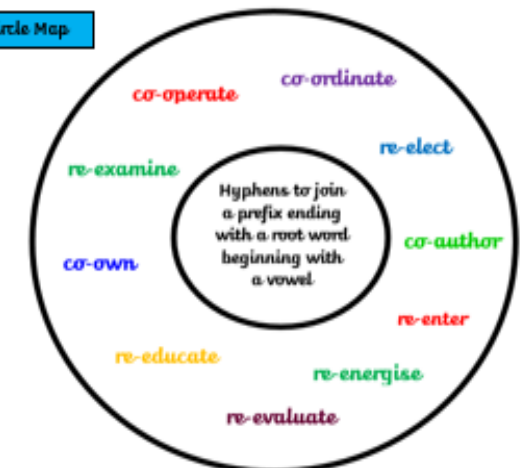 Map
co-ordinate
co-operate
re-elect
re-examine
Hyphens to join
a prefix ending
with a root word
beginning with
a vowel
co-author
co-own
re-enter
re-educate
re-energise
re-evaluate